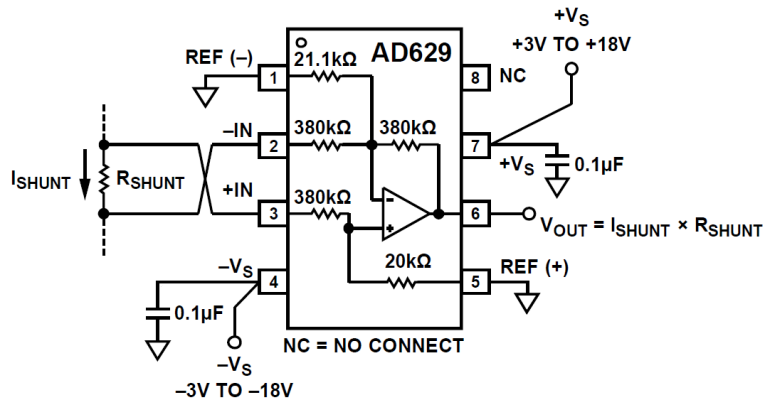 +VS
+3V TO +18V
REF (–)
21.1kΩ
AD629
1
8
NC
–IN
380kΩ
380kΩ
2
7
+VS
0.1µF
ISHUNT
RSHUNT
+IN
380kΩ
3
6
VOUT = ISHUNT × RSHUNT
–VS
20kΩ
REF (+)
4
5
0.1µF
NC = NO CONNECT
–VS
–3V TO –18V